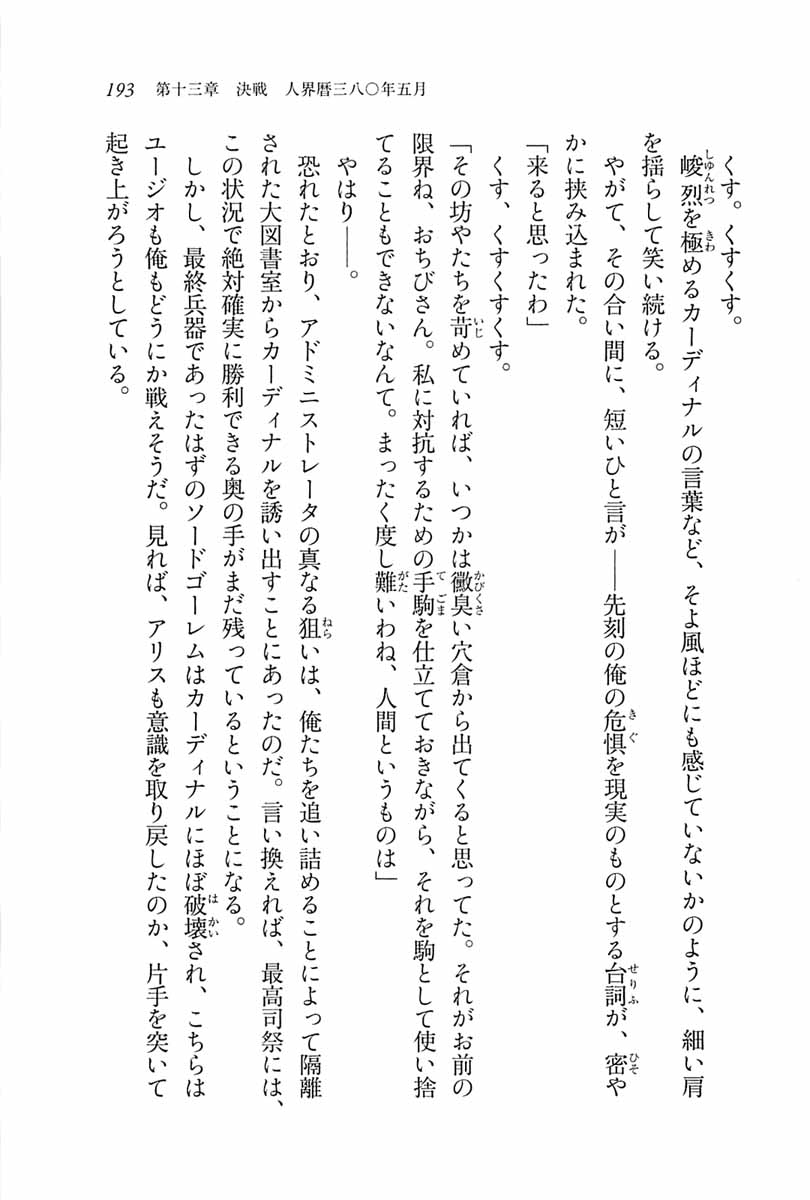 193　第十三章　決戦　人界暦三八〇年五月
くす。くすくす。
峻烈を極めるカーディナルの言葉など、そよ風ほどにも感じていないかのように、細い肩
を揺らして笑い続ける。
やがて、その合い間に、短いひと言が――先刻の俺の危惧を現実のものとする台詞が、密や
かに挟み込まれた。
「来ると思ったわ」
くす、くすくすくす。
「その坊やたちを苛めていれば、いつかは黴臭い穴倉から出てくると思ってた。それがお前の
限界ね、おちびさん。私に対抗するための手駒を仕立てておきながら、それを駒として使い捨
てることもできないなんて。まったく度し難いわね、人間というものは」
やはり――。
恐れたとおり、アドミニストレータの真なる狙いは、俺たちを追い詰めることによって隔離
された大図書室からカーディナルを誘い出すことにあったのだ。言い換えれば、最高司祭には、
この状況で絶対確実に勝利できる奥の手がまだ残っているということになる。
しかし、最終兵器であったはずのソードゴーレムはカーディナルにほぼ破壊され、こちらは
ユージオも俺もどうにか戦えそうだ。見れば、アリスも意識を取り戻したのか、片手を突いて
起き上がろうとしている。